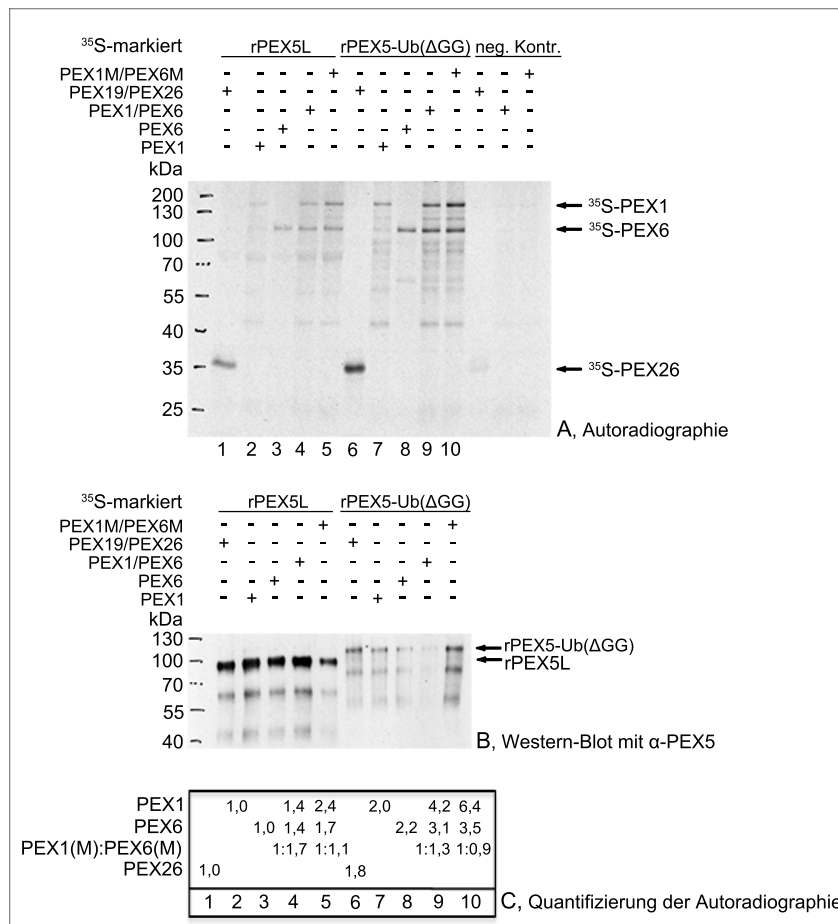 ³⁵S-markiert rPEX5L rPEX5-Ub(ΔGG) neg. Kontr.
PEX1M/PEX6M - - - - + - - - - + - - +
PEX19/PEX26 + - - - - + - - - - + - -
PEX1/PEX6 - - - + - - - - + - - + -
PEX6 - - + - - - - + - - - - -
PEX1 - + - - - - + - - - - - -
kDa
200
130
100
70
55
40
35
25
³⁵S-PEX1
³⁵S-PEX6
³⁵S-PEX26
A, Autoradiographie
1 2 3 4 5 6 7 8 9 10
³⁵S-markiert rPEX5L rPEX5-Ub(ΔGG)
PEX1M/PEX6M - - - - + - - - - +
PEX19/PEX26 + - - - - + - - - -
PEX1/PEX6 - - - + - - - - + -
PEX6 - - + - - - - + - -
PEX1 - + - - - - + - - -
kDa
130
100
70
55
40
rPEX5-Ub(ΔGG)
rPEX5L
B, Western-Blot mit α-PEX5
PEX1 1,0 1,4 2,4 2,0 4,2 6,4
PEX6 1,0 1,4 1,7 2,2 3,1 3,5
PEX1(M):PEX6(M) 1:1,7 1:1,1 1:1,3 1:0,9
PEX26 1,0 1,8
1 2 3 4 5 6 7 8 9 10
C, Quantifizierung der Autoradiographie